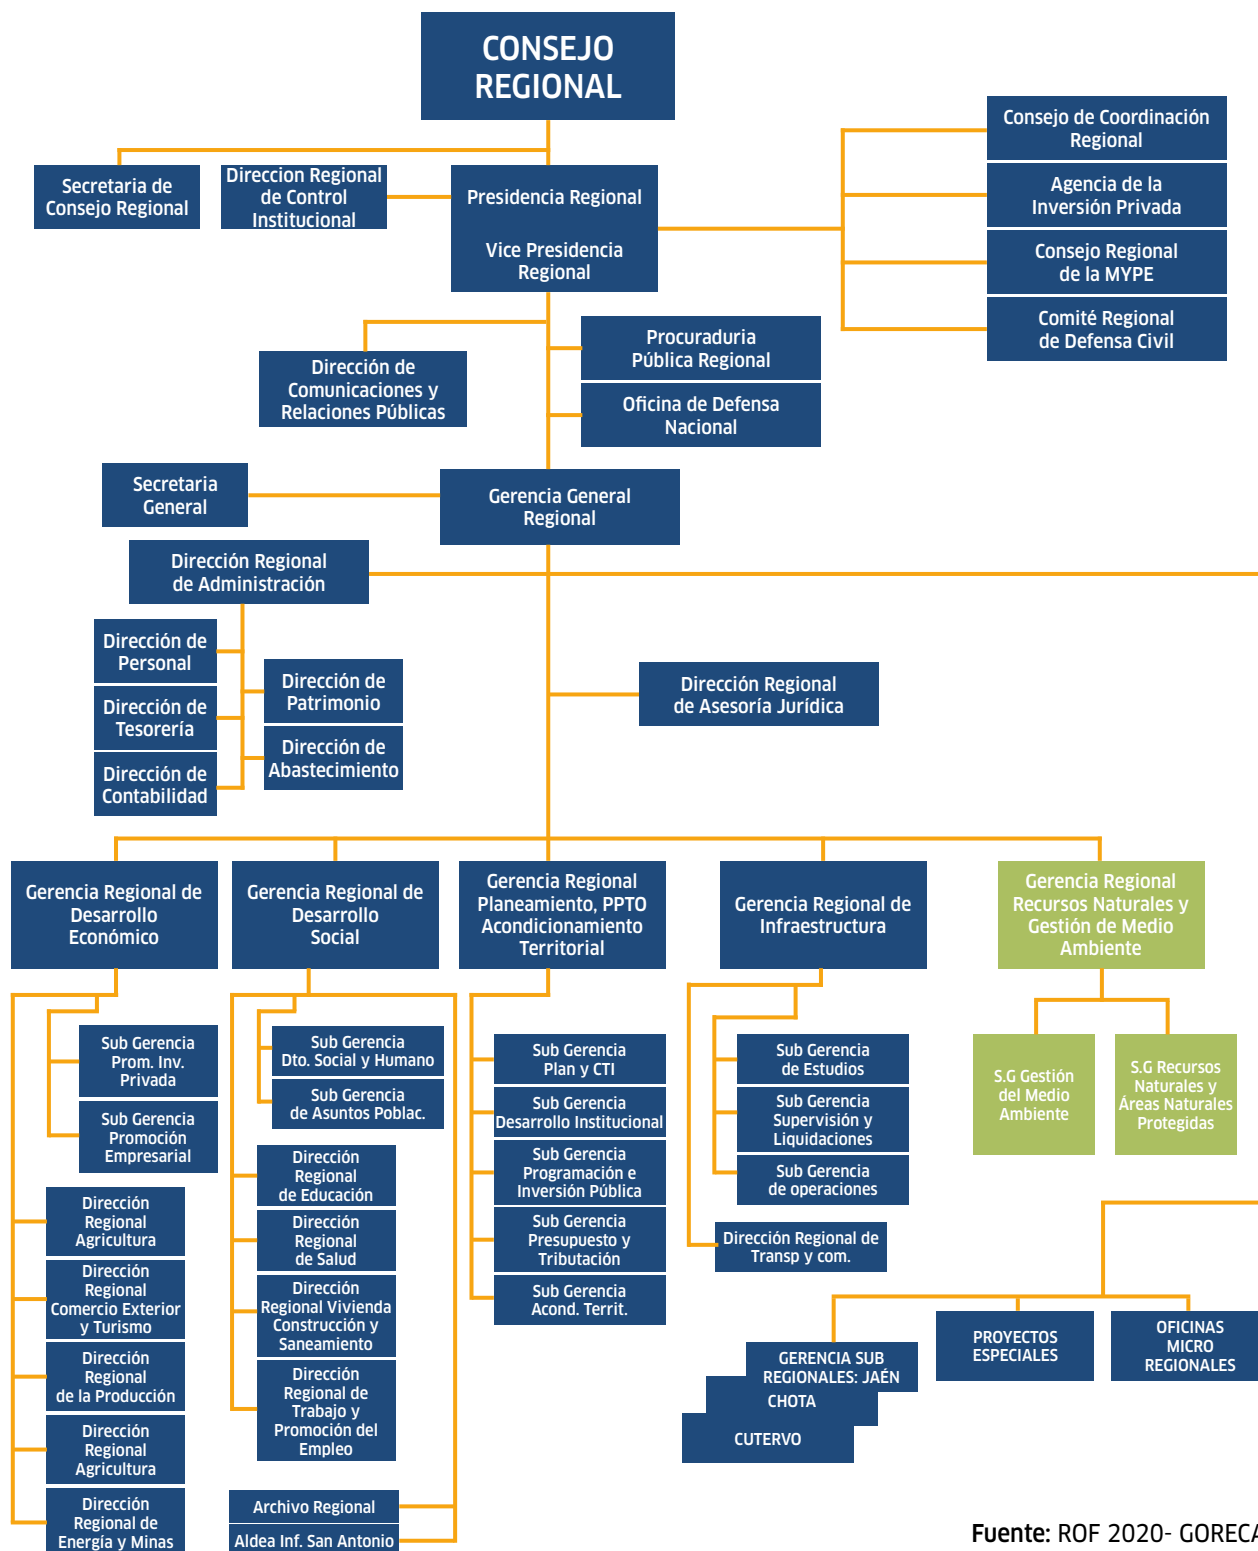 CONSEJO
REGIONAL
Consejo de Coordinación
Regional
Agencia de la
Inversión Privada
Consejo Regional
de la MYPE
Comité Regional
de Defensa Civil
Secretaria de
Consejo Regional
Direccion Regional
de Control
Institucional
Presidencia Regional
Vice Presidencia
Regional
Dirección de
Comunicaciones y
Relaciones Públicas
Procuraduria
Pública Regional
Oficina de Defensa
Nacional
Secretaria
General
Gerencia General
Regional
Dirección Regional
de Administración
Dirección de
Personal
Dirección de
Tesorería
Dirección de
Contabilidad
Dirección de
Patrimonio
Dirección de
Abastecimiento
Dirección Regional
de Asesoría Jurídica
Gerencia Regional de
Desarrollo
Económico
Sub Gerencia
Prom. Inv.
Privada
Sub Gerencia
Promoción
Empresarial
Dirección
Regional
Agricultura
Dirección
Regional
Comercio Exterior
y Turismo
Dirección
Regional
de la Producción
Dirección
Regional
Agricultura
Dirección
Regional de
Energía y Minas
Gerencia Regional de
Desarrollo
Social
Sub Gerencia
Dto. Social y Humano
Sub Gerencia
de Asuntos Poblac.
Dirección
Regional
de Educación
Dirección
Regional
de Salud
Dirección
Regional Vivienda
Construcción y
Saneamiento
Dirección
Regional de
Trabajo y
Promoción del
Empleo
Archivo Regional
Aldea Inf. San Antonio
Gerencia Regional
Planeamiento, PPTO
Acondicionamiento
Territorial
Sub Gerencia
Plan y CTI
Sub Gerencia
Desarrollo Institucional
Sub Gerencia
Programación e
Inversión Pública
Sub Gerencia
Presupuesto y
Tributación
Sub Gerencia
Acond. Territ.
Gerencia Regional de
Infraestructura
Sub Gerencia
de Estudios
Sub Gerencia
Supervisión y
Liquidaciones
Sub Gerencia
de operaciones
Dirección Regional de
Transp y com.
Gerencia Regional
Recursos Naturales y
Gestión de Medio
Ambiente
S.G Gestión
del Medio
Ambiente
S.G Recursos
Naturales y
Áreas Naturales
Protegidas
GERENCIA SUB
REGIONALES: JAÉN
CHOTA
CUTERVO
PROYECTOS
ESPECIALES
OFICINAS
MICRO
REGIONALES
Fuente: ROF 2020- GORECA